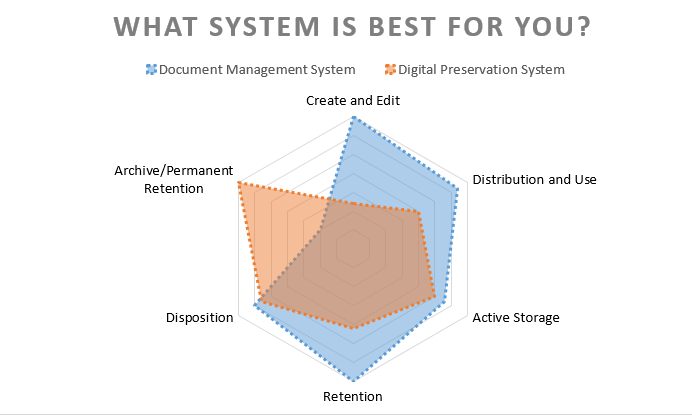 WHAT SYSTEM IS BEST FOR YOU?
Document Management System Digital Preservation System
Create and Edit
Distribution and Use
Archive/Permanent
Retention
Disposition
Active Storage
Retention